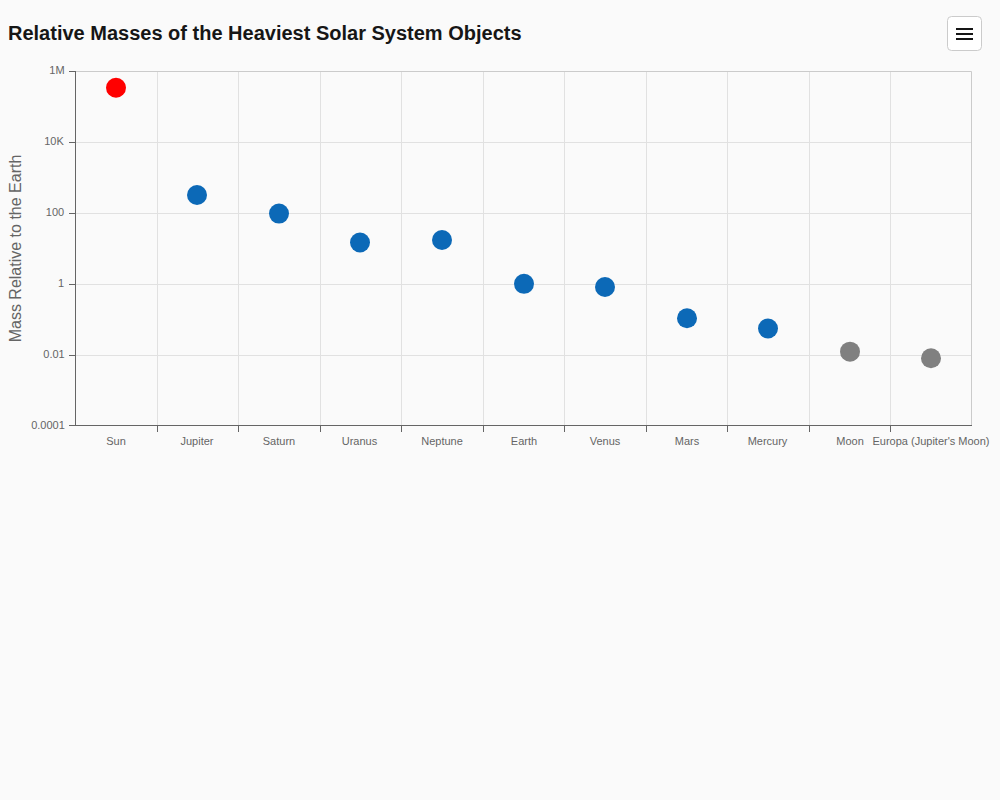 Relative Masses of the Heaviest Solar System Objects
Mass Relative to the Earth
1M
10K
100
1
0.01
0.0001
Sun
Jupiter
Saturn
Uranus
Neptune
Earth
Venus
Mars
Mercury
Moon
Europa (Jupiter's Moon)